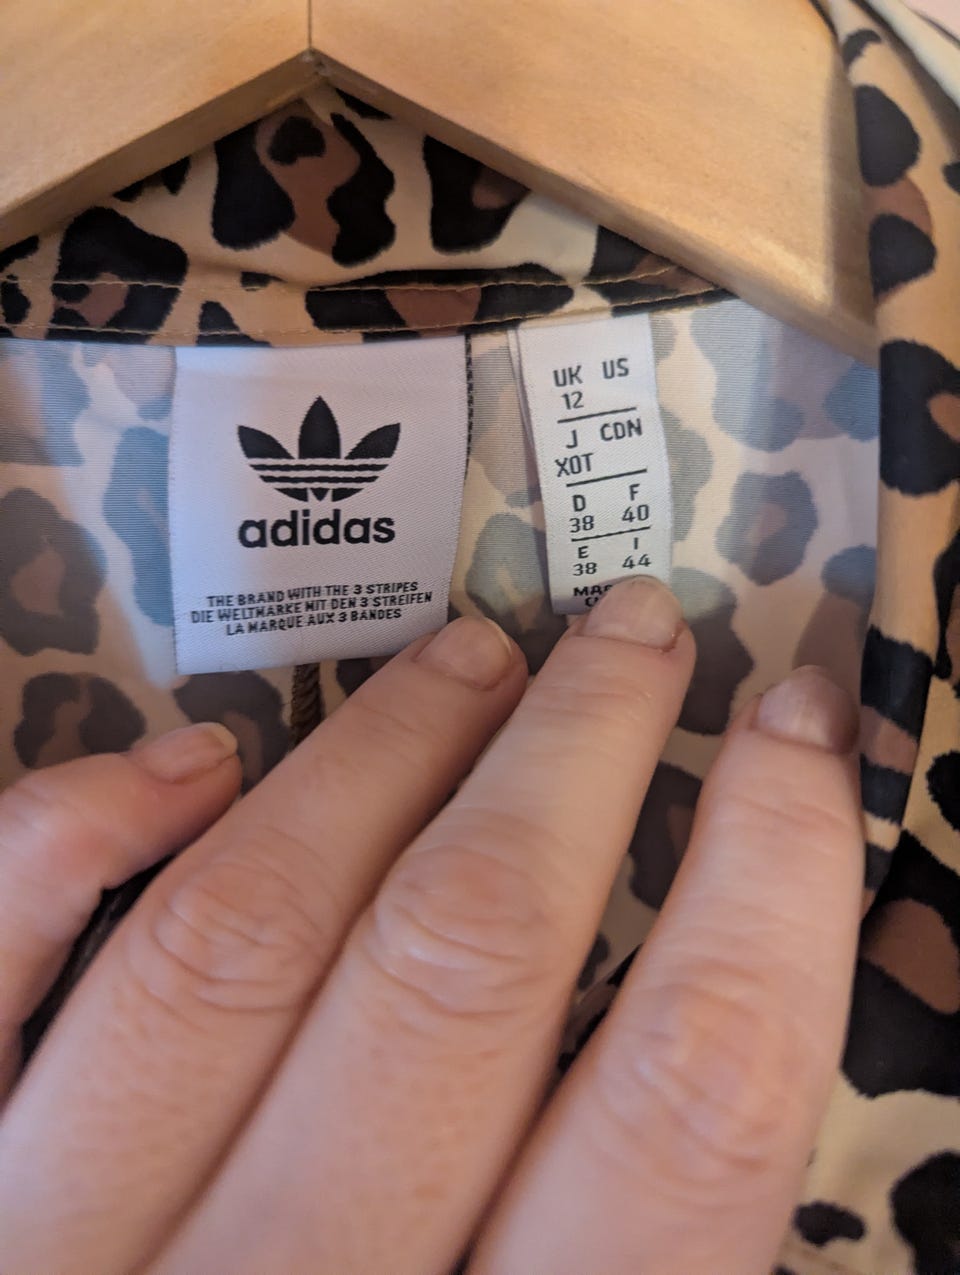 adidas
THE BRAND WITH THE 3 STRIPES
DIE WELTMARKE MIT DEN 3 STREIFEN
LA MARQUE AUX 3 BANDES
UK US
12
J CDN
XOT
D F
38 40
E I
38 44